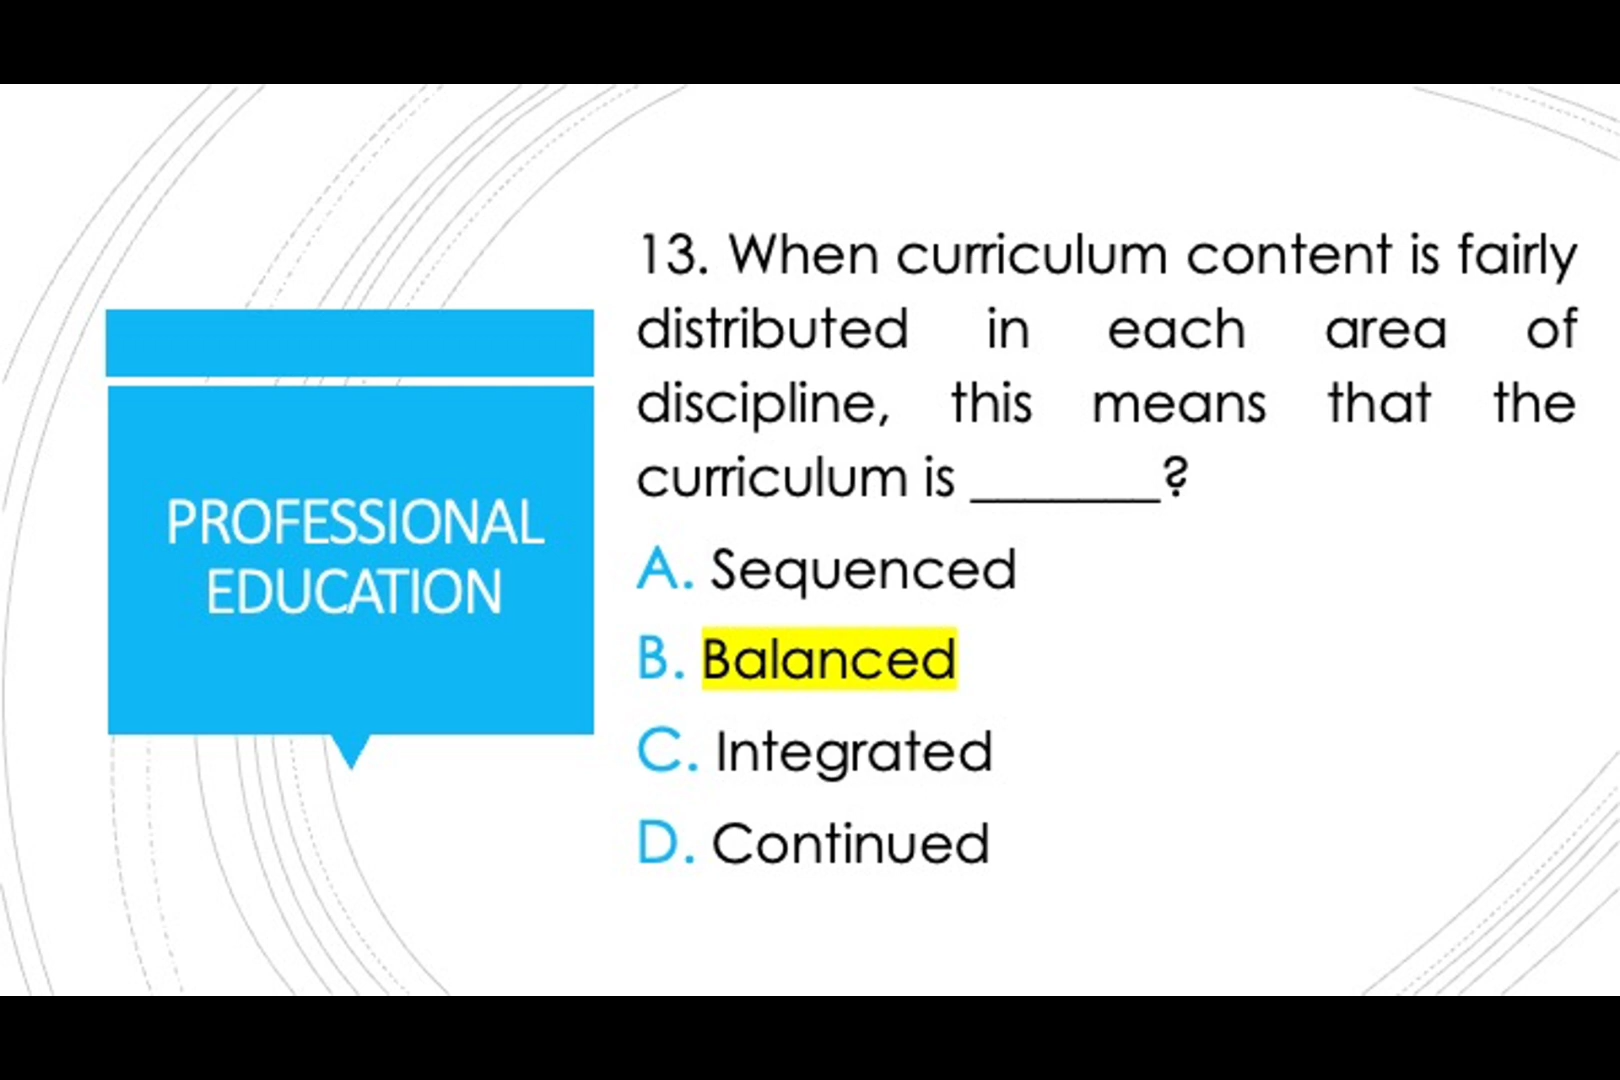 PROFESSIONAL
EDUCATION
13. When curriculum content is fairly
distributed in each area of
discipline, this means that the
curriculum is _______?
A. Sequenced
B. Balanced
C. Integrated
D. Continued